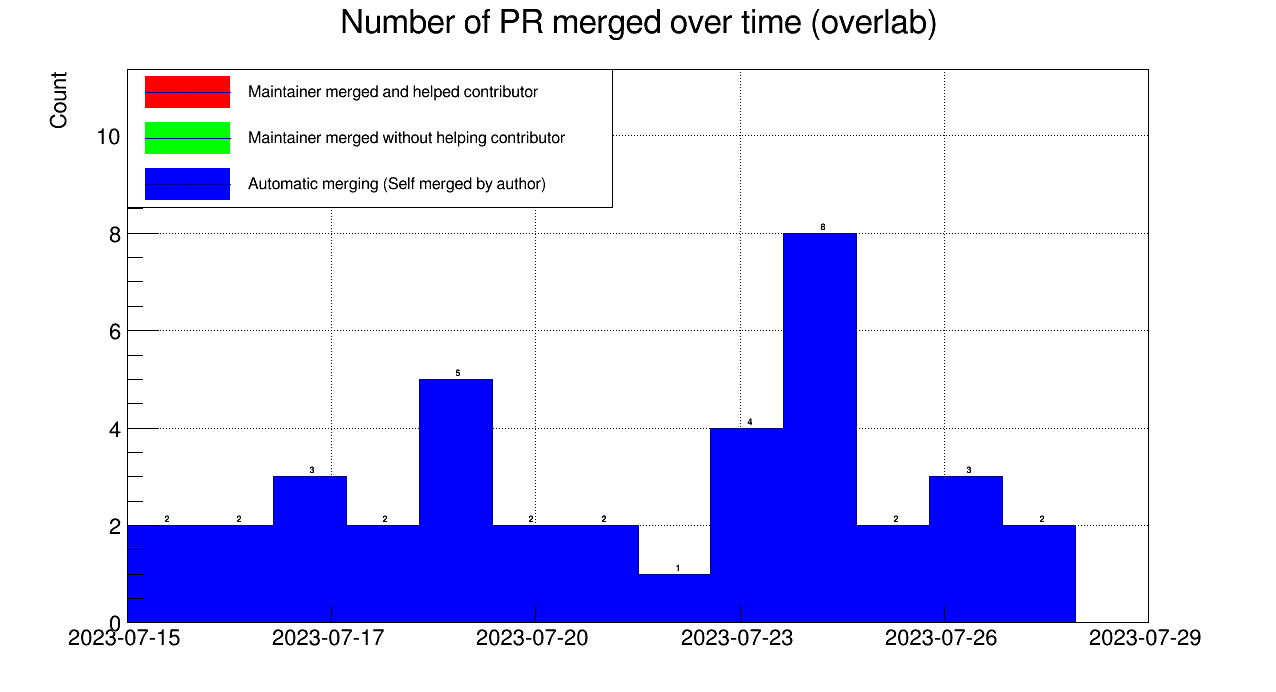 Number of PR merged over time (overlab)
Count
Maintainer merged and helped contributor
Maintainer merged without helping contributor
Automatic merging (Self merged by author)
10
8
6
4
2
0
2 2 3 2 5 2 2 1 4 8 2 3 2
2023-07-15 2023-07-17 2023-07-20 2023-07-23 2023-07-26 2023-07-29